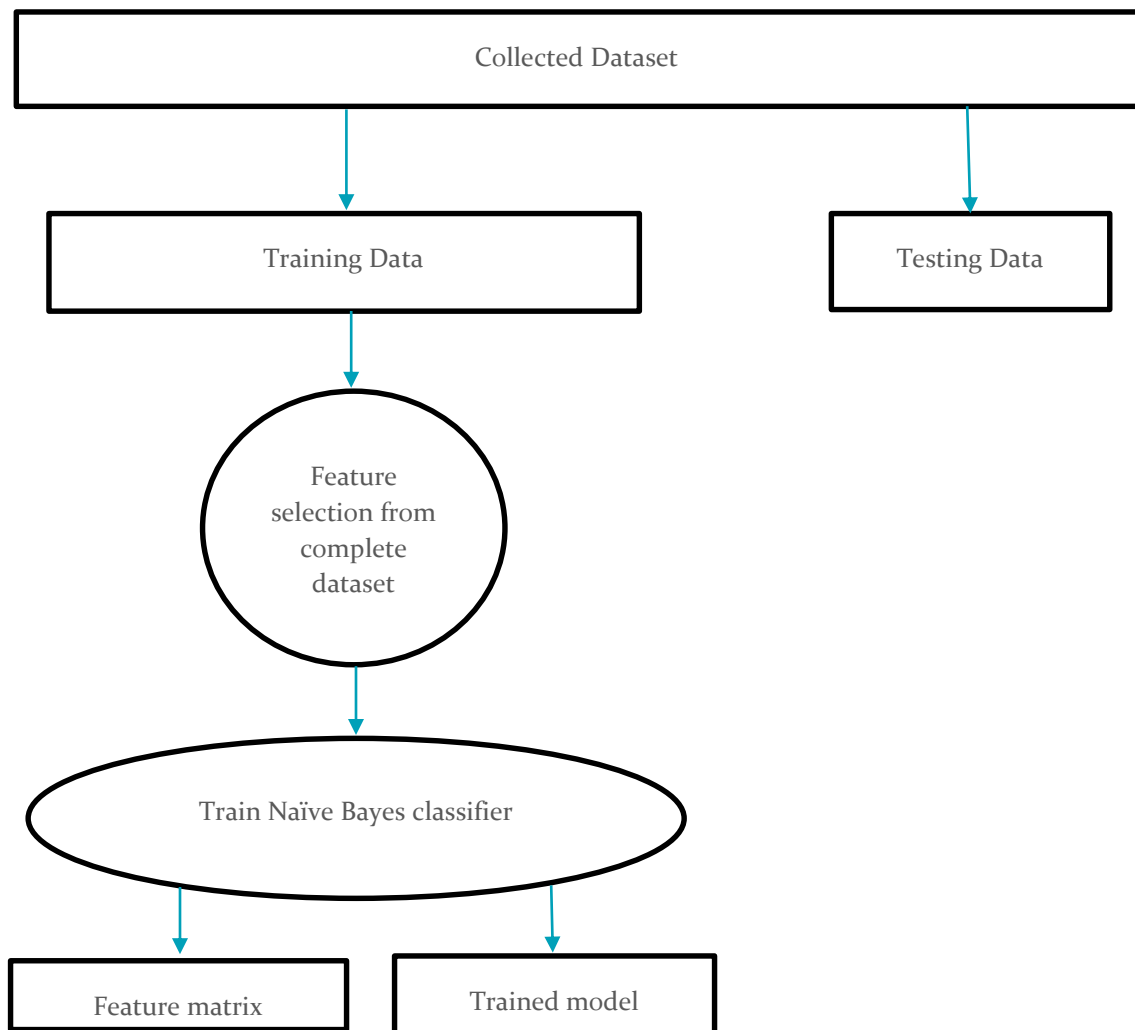 Collected Dataset
Training Data
Testing Data
Feature
selection from
complete
dataset
Train Naïve Bayes classifier
Feature matrix
Trained model